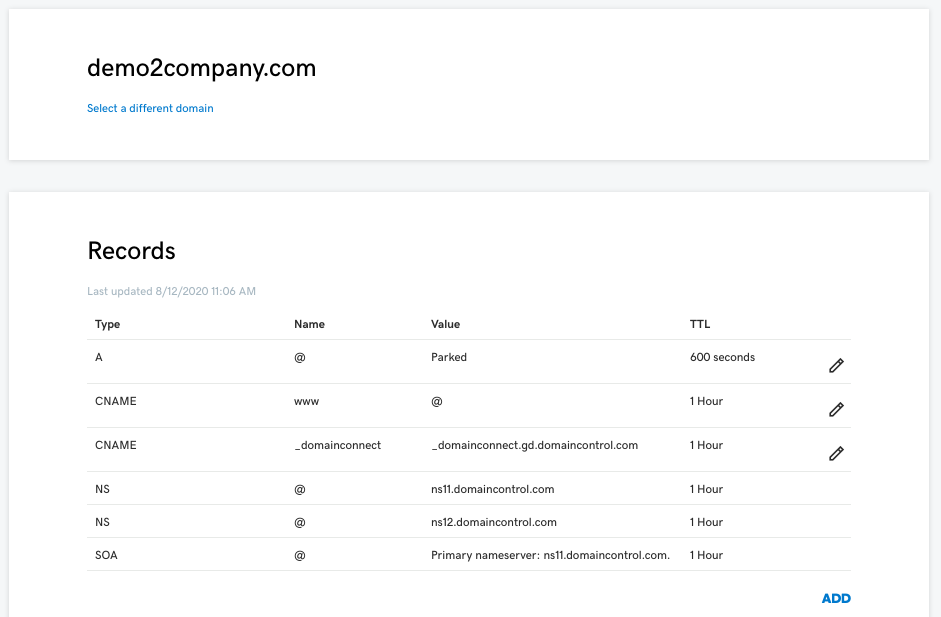 demo2company.com
Select a different domain
Records
Last updated 8/12/2020 11:06 AM
Type Name Value TTL
A @ Parked 600 seconds
CNAME www @ 1 Hour
CNAME _domainconnect _domainconnect.gd.domaincontrol.com 1 Hour
NS @ ns11.domaincontrol.com 1 Hour
NS @ ns12.domaincontrol.com 1 Hour
SOA @ Primary nameserver: ns11.domaincontrol.com. 1 Hour
ADD